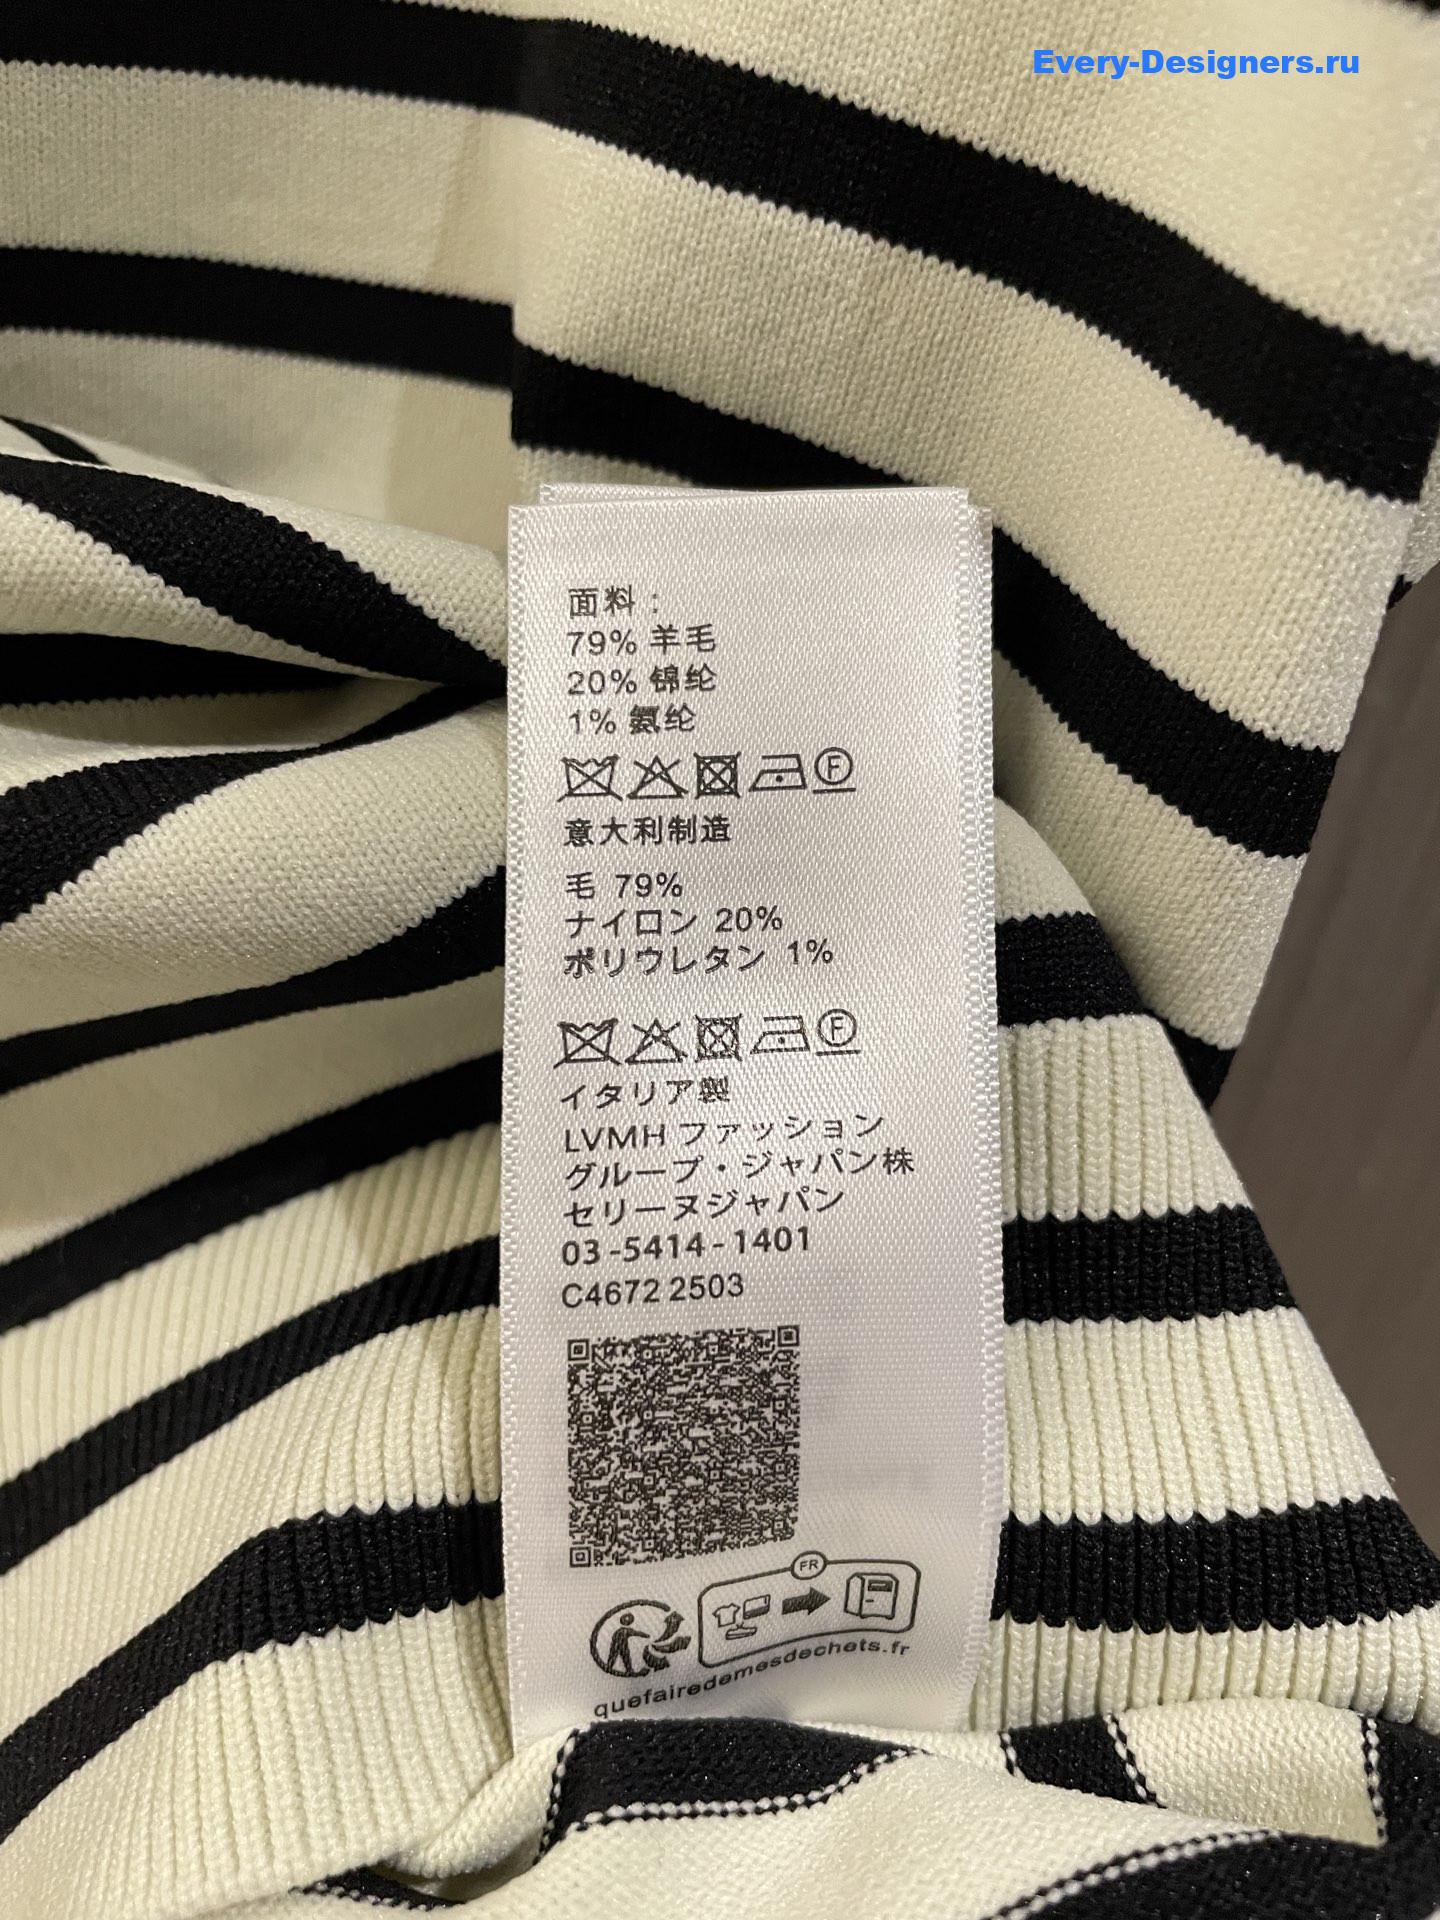 Every-Designers.ru
面料：
79% 羊毛
20% 锦纶
1% 氨纶
F
意大利制造
毛 79%
ナイロン 20%
ポリウレタン 1%
F
イタリア製
LVMH ファッション
グループ・ジャパン株
セリーヌジャパン
03-5414-1401
C4672 2503
FR
quefairedemesdechets.fr